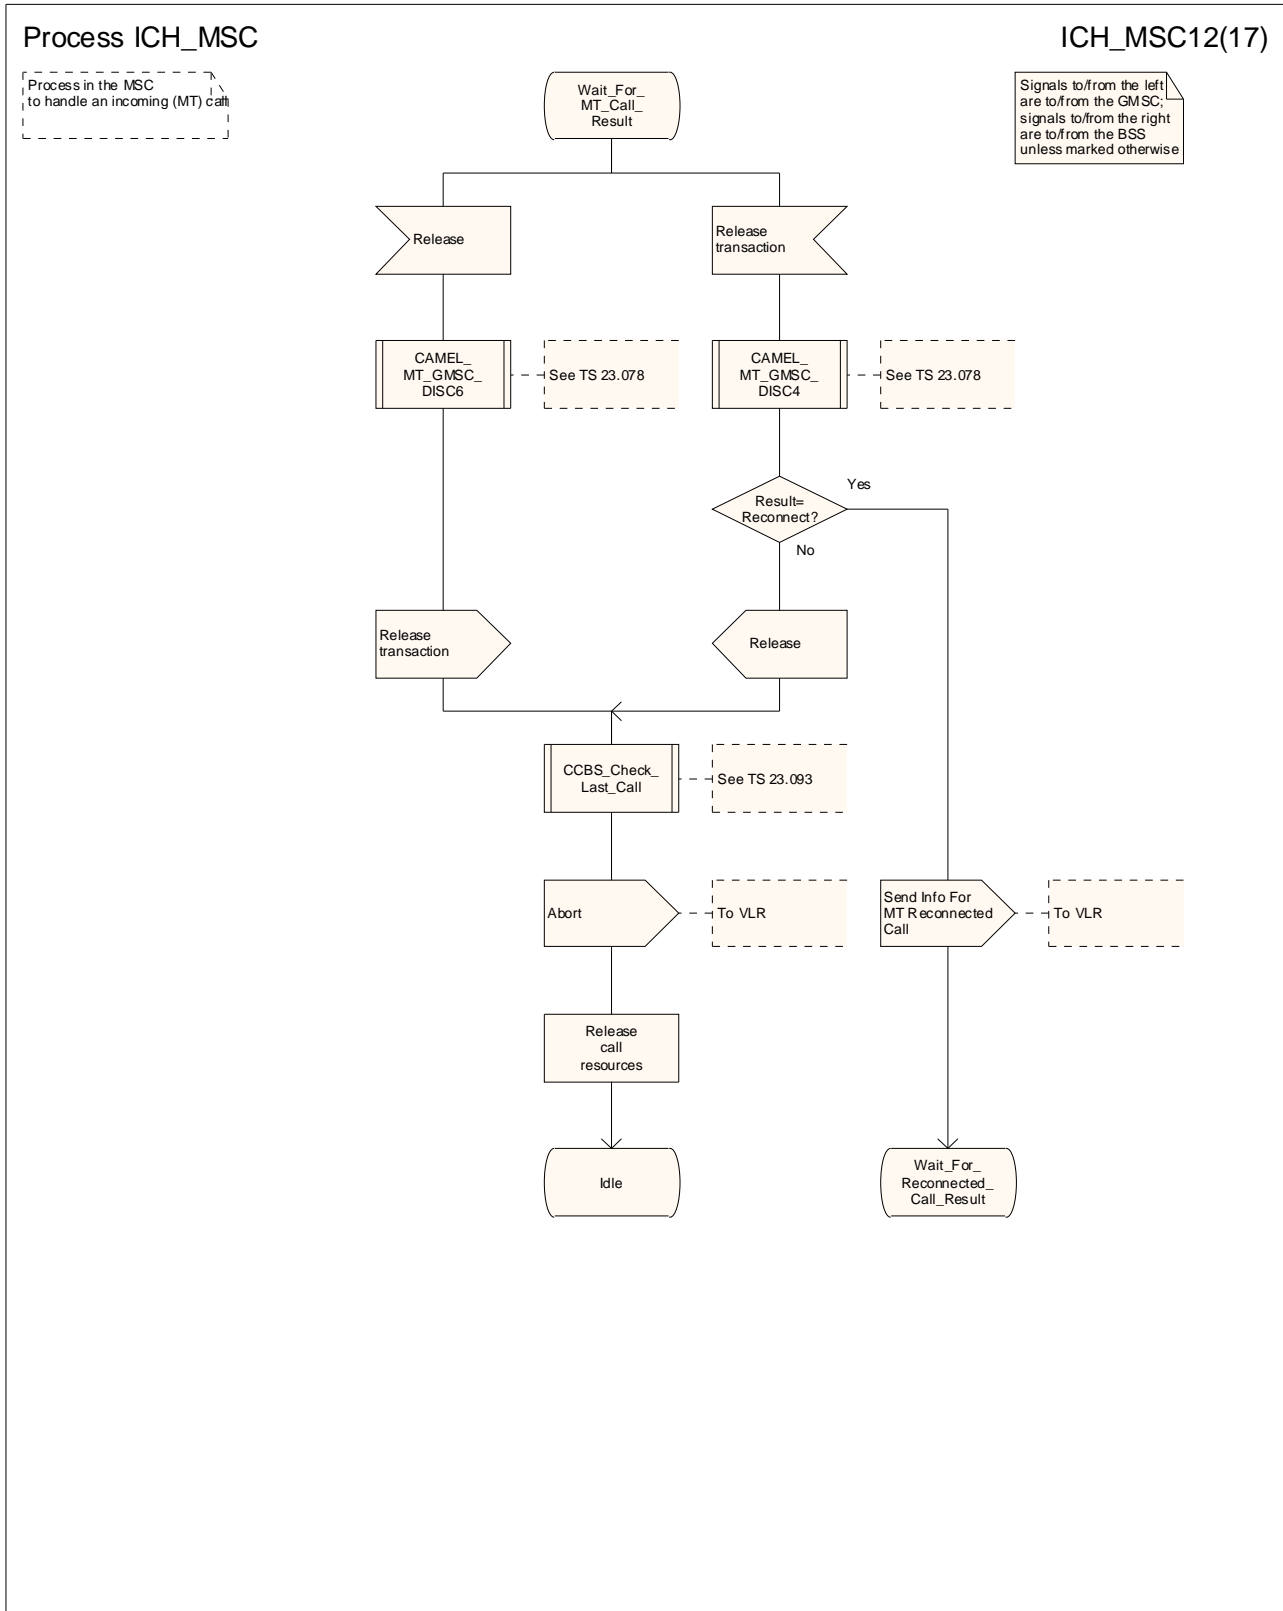 Process ICH_MSC
ICH_MSC12(17)
Process in the MSC
to handle an incoming (MT) call
Wait_For_
MT_Call_
Result
Signals to/from the left
are to/from the GMSC;
signals to/from the right
are to/from the BSS
unless marked otherwise
Release
Release
transaction
CAMEL_
MT_GMSC_
DISC6
See TS 23.078
CAMEL_
MT_GMSC_
DISC4
See TS 23.078
Result=
Reconnect?
Yes
No
Release
transaction
Release
CCBS_Check_
Last_Call
See TS 23.093
Abort
To VLR
Send Info For
MT Reconnected
Call
To VLR
Release
call
resources
Idle
Wait_For_
Reconnected_
Call_Result